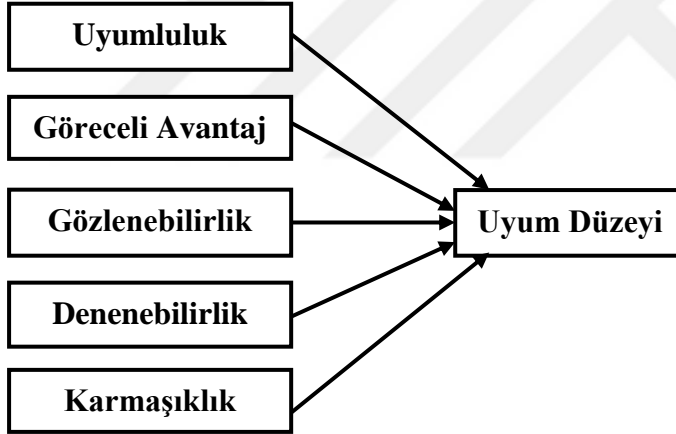 Uyumluluk
Göreceli Avantaj
Gözlenebilirlik
Uyum Düzeyi
Denenebilirlik
Karmaşıklık